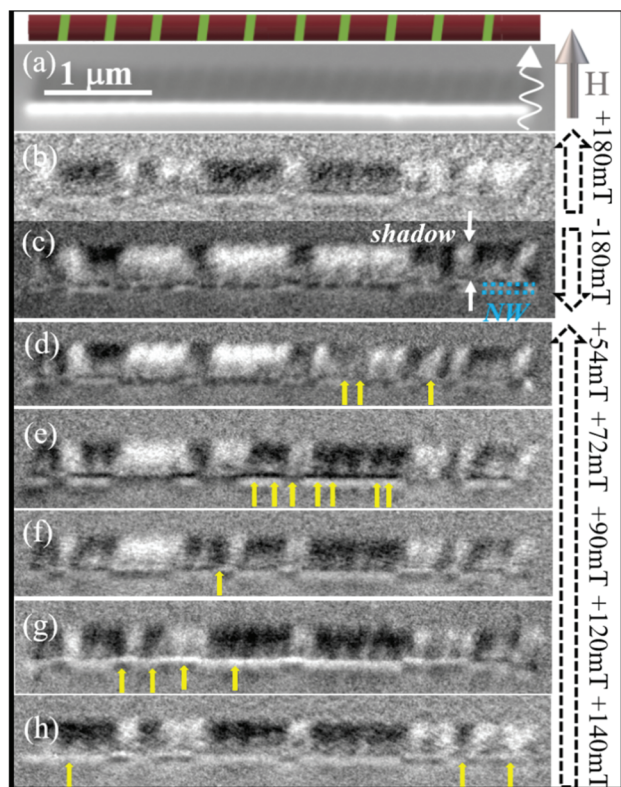 (a)
1 µm
H
(b)
+180mT
(c)
shadow
NW
-180mT
(d)
+54mT
(e)
+72mT
(f)
+90mT
(g)
+120mT
(h)
+140mT